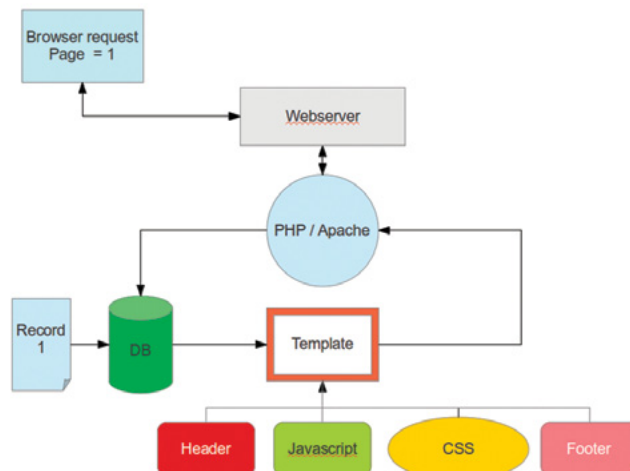 Browser request
Page = 1
Webserver
PHP / Apache
Record
1
DB
Template
Header
Javascript
CSS
Footer